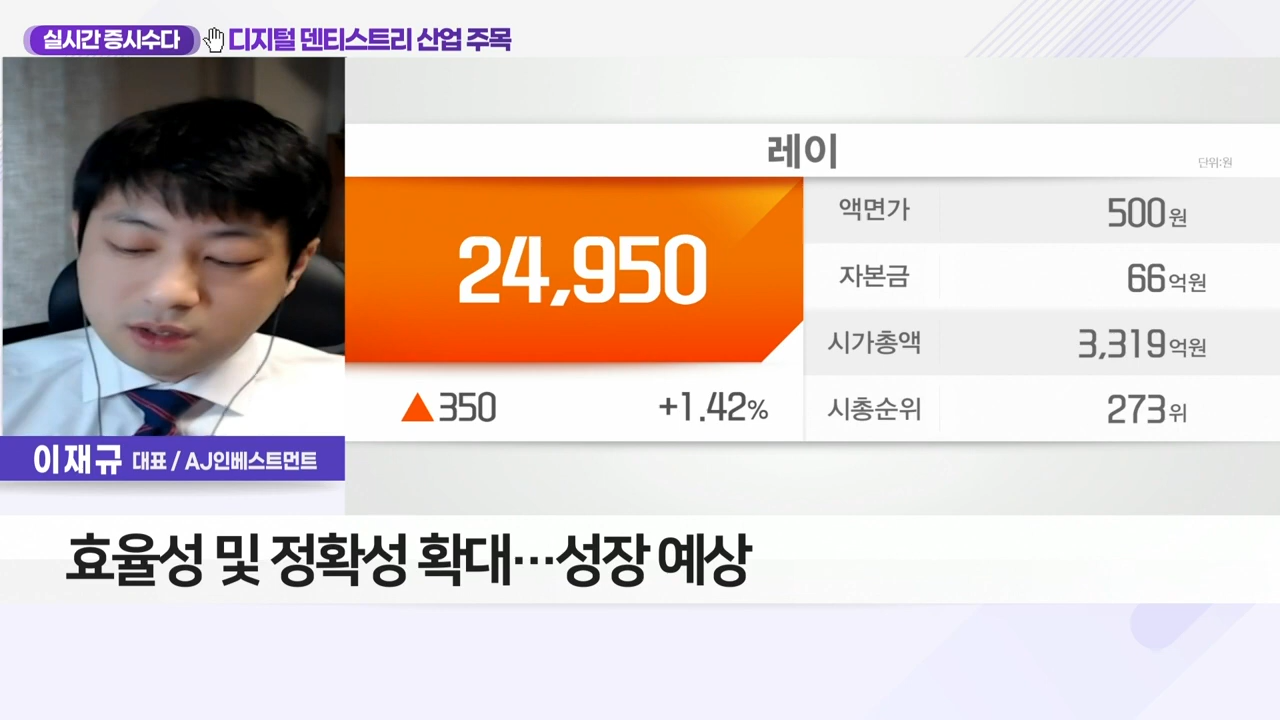 실시간 증시수다 디지털 덴티스트리 산업 주목
레이
단위:원
24,950
▲350 +1.42%
액면가 500원
자본금 66억원
시가총액 3,319억원
시총순위 273위
이재규 대표 / AJ인베스트먼트
효율성 및 정확성 확대…성장 예상